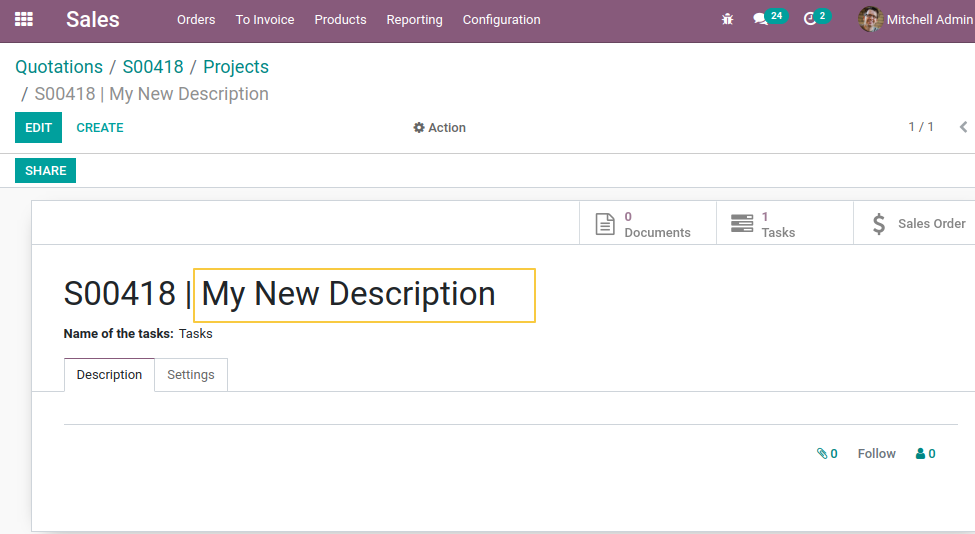 Sales Orders To Invoice Products Reporting Configuration 24 2 Mitchell Admin
Quotations / S00418 / Projects
/ S00418 | My New Description
EDIT CREATE Action 1 / 1
SHARE
0 Documents 1 Tasks $ Sales Order
S00418 | My New Description
Name of the tasks: Tasks
Description Settings
0 Follow 0